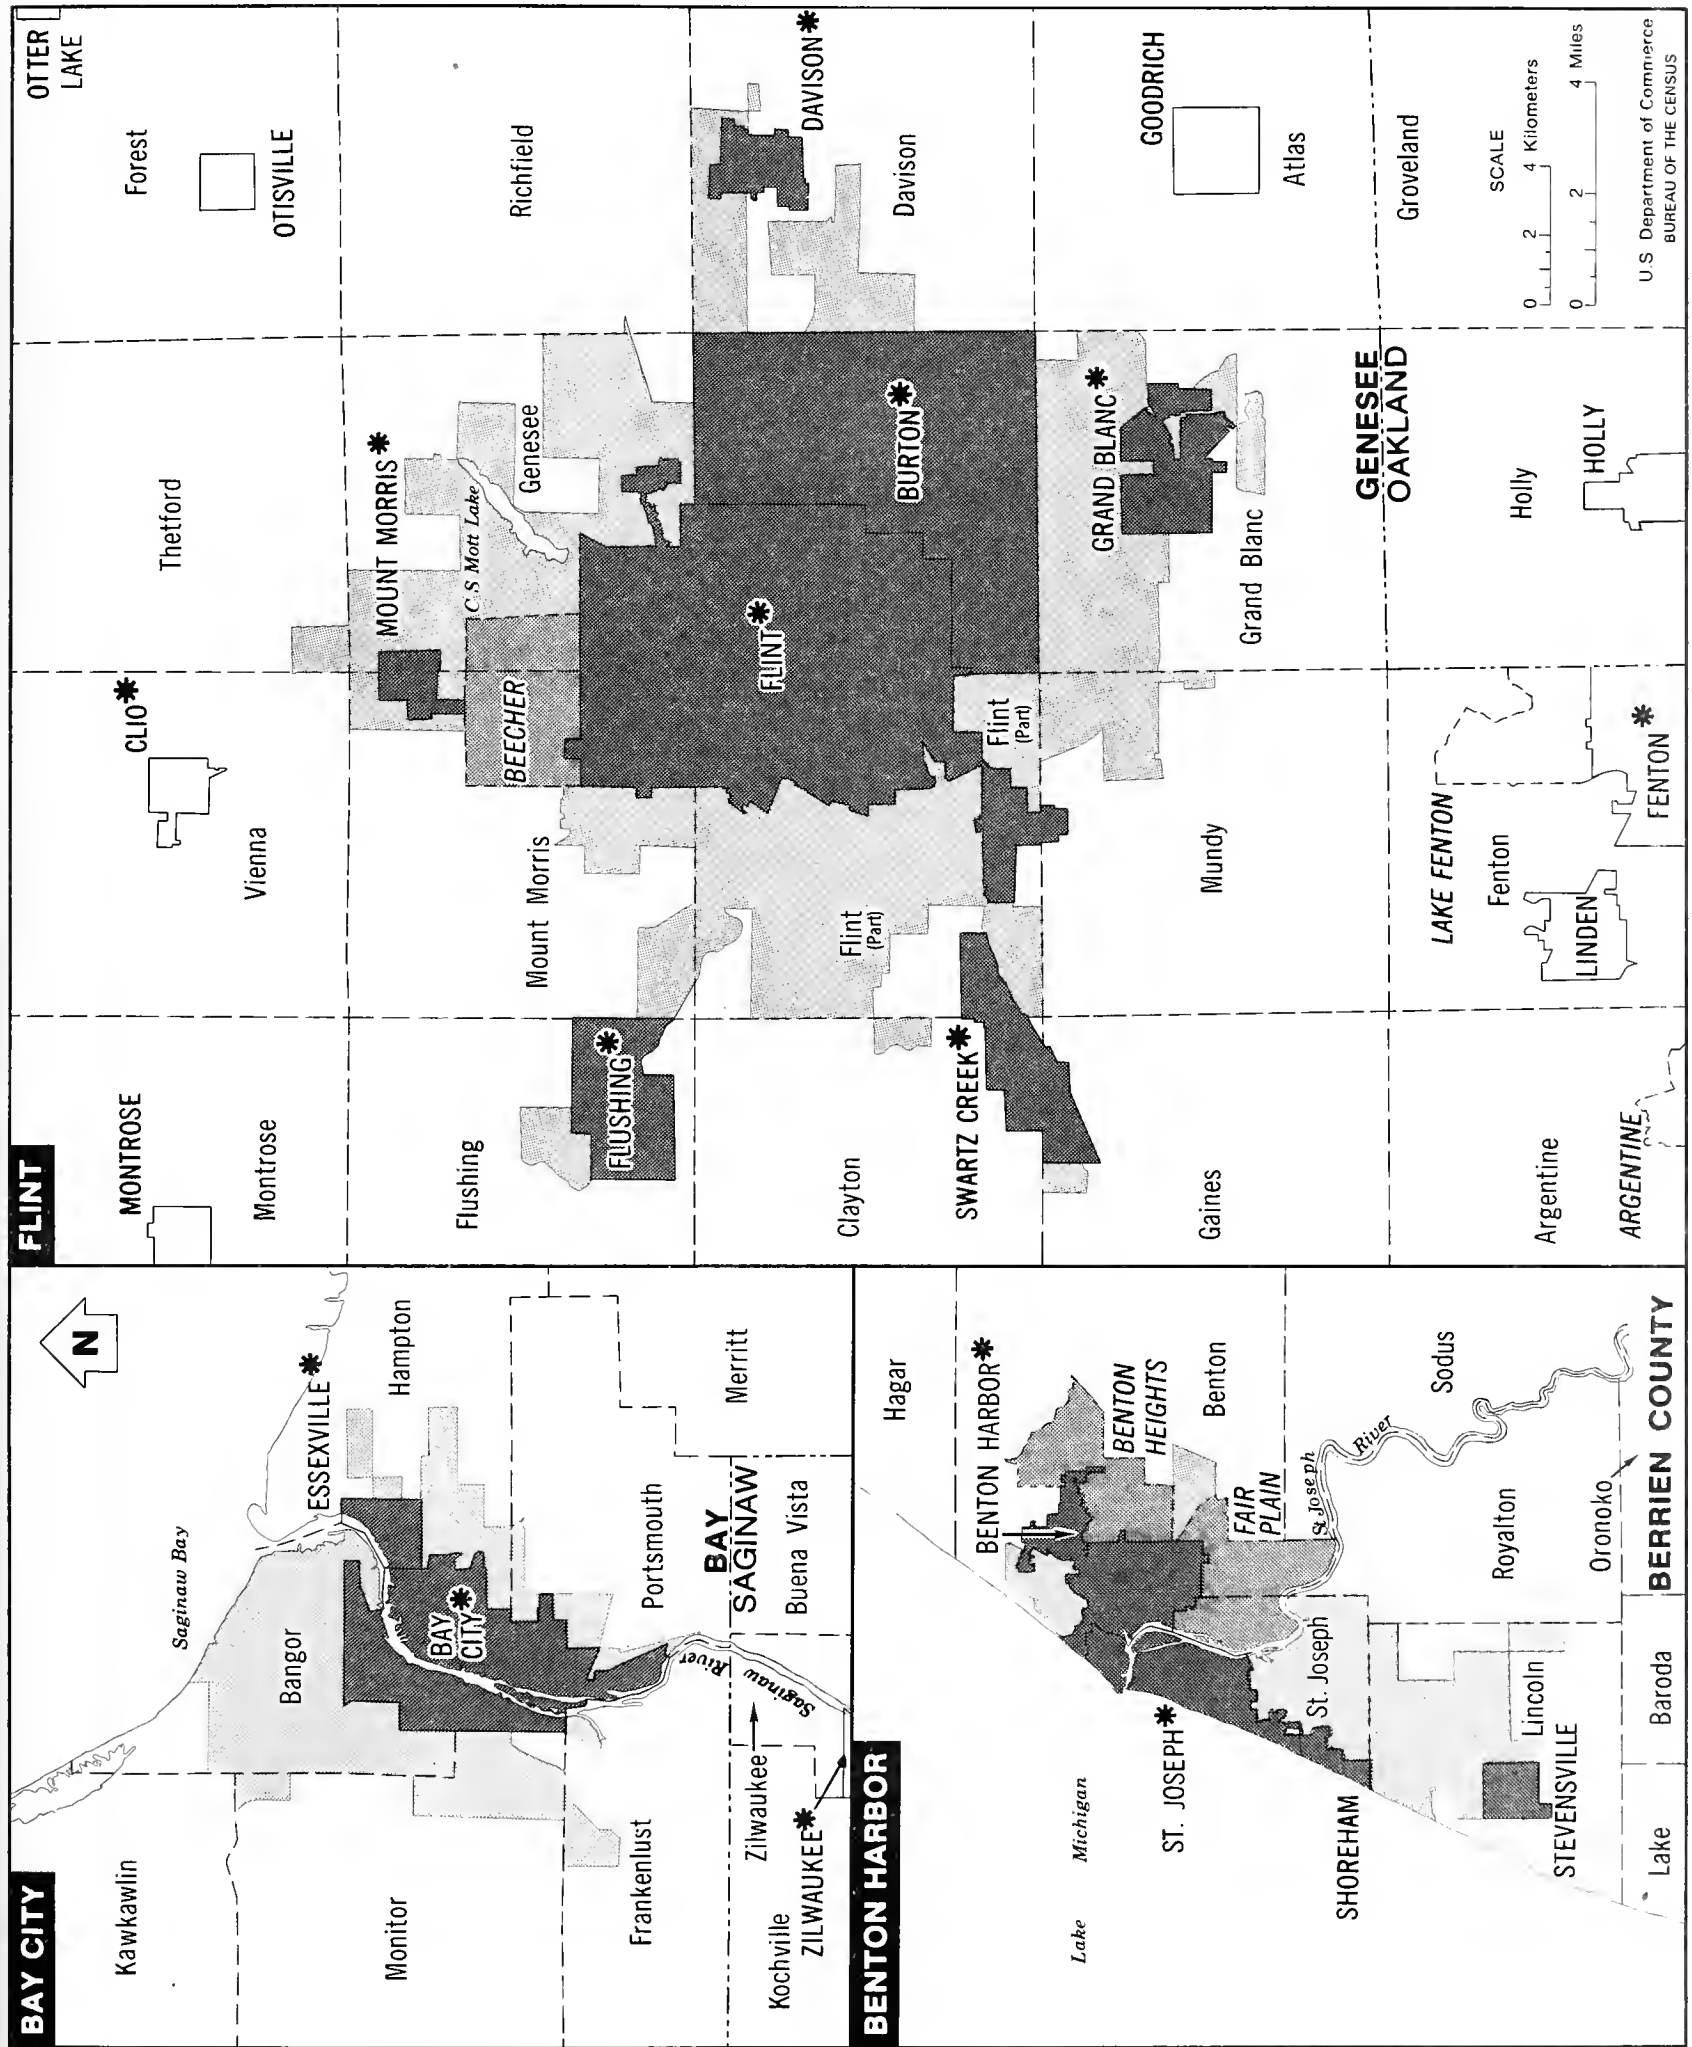 BAY CITY
N
Kawkawlin
Saginaw Bay
ESSEXVILLE
Hampton
Bangor
BAY
CITY
Monitor
Portsmouth
Merritt
Frankenlust
Saginaw River
BAY
SAGINAW
Zilwaukee
Buena Vista
Kochville
ZILWAUKEE
BENTON HARBOR
Hagar
BENTON HARBOR
BENTON
HEIGHTS
Benton
Lake Michigan
ST. JOSEPH
FAIR
PLAIN
St Joseph River
Sodus
SHOREHAM
St. Joseph
Royalton
Lincoln
STEVENSVILLE
Oronoko
Lake
Baroda
BERRIEN COUNTY
FLINT
MONTROSE
Montrose
CLIO
Vienna
Thetford
Forest
OTISVILLE
OTTER
LAKE
Flushing
Mount Morris
MOUNT MORRIS
C S Mott Lake
Genesee
Richfield
BEECHER
FLUSHING
FLINT
BURTON
DAVISON
Davison
Clayton
Flint
(Part)
SWARTZ CREEK
Flint
(Part)
GRAND BLANC
Grand Blanc
GOODRICH
Atlas
Gaines
Mundy
GENESEE
OAKLAND
Groveland
Argentine
ARGENTINE
LAKE FENTON
Fenton
LINDEN
FENTON
Holly
HOLLY
SCALE
0 2 4 Kilometers
0 2 4 Miles
U.S Department of Commerce
BUREAU OF THE CENSUS